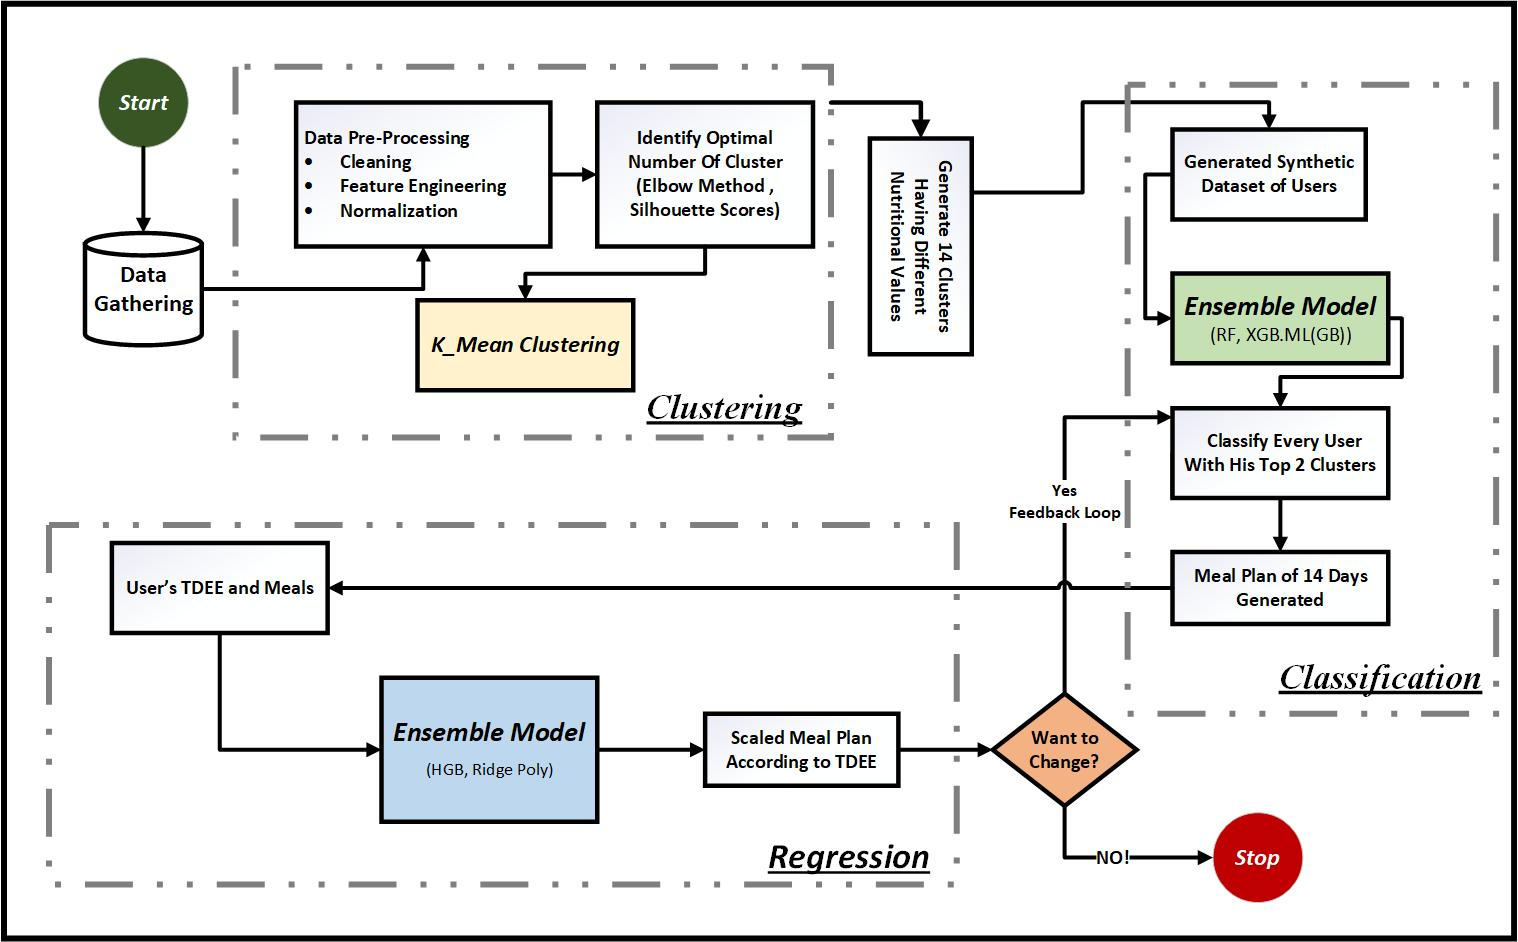 Start
Data
Gathering
Data Pre-Processing
• Cleaning
• Feature Engineering
• Normalization
Identify Optimal
Number Of Cluster
(Elbow Method ,
Silhouette Scores)
K_Mean Clustering
Clustering
Generate 14 Clusters
Having Different
Nutritional Values
Generated Synthetic
Dataset of Users
Ensemble Model
(RF, XGB.ML(GB))
Classify Every User
With His Top 2 Clusters
Meal Plan of 14 Days
Generated
Classification
Yes
Feedback Loop
User’s TDEE and Meals
Ensemble Model
(HGB, Ridge Poly)
Scaled Meal Plan
According to TDEE
Regression
Want to
Change?
NO!
Stop